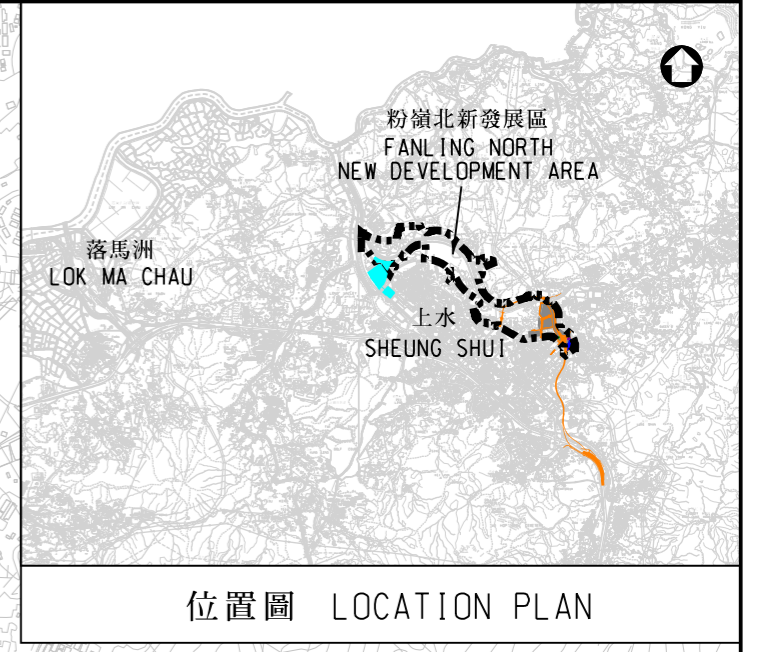 粉嶺北新發展區
FANLING NORTH
NEW DEVELOPMENT AREA
落馬洲
LOK MA CHAU
上水
SHEUNG SHUI
位置圖 LOCATION PLAN